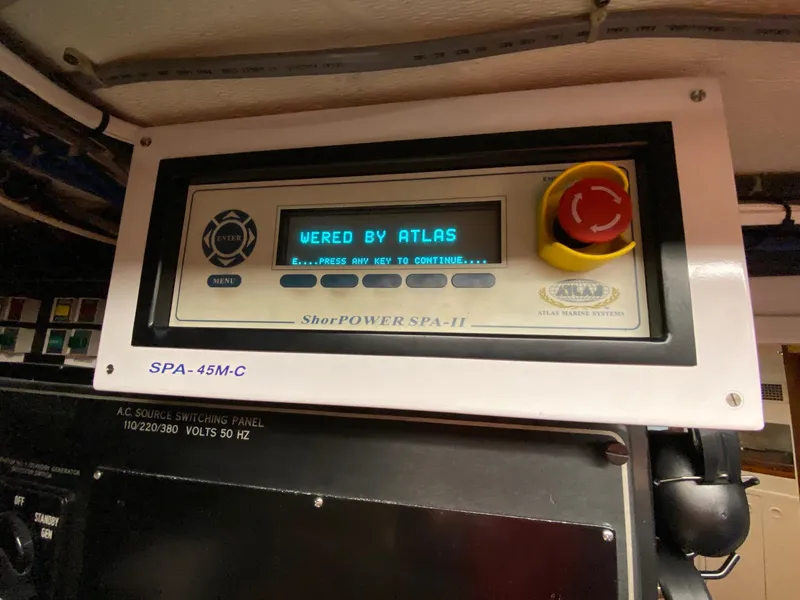 WERED BY ATLAS
E....PRESS ANY KEY TO CONTINUE....
ENTER
MENU
ShorPOWER SPA-II
ATLAS
ATLAS MARINE SYSTEMS
SPA-45M-C
A.C. SOURCE SWITCHING PANEL
110/220/380 VOLTS 50 HZ
OFF
STANDBY
GEN